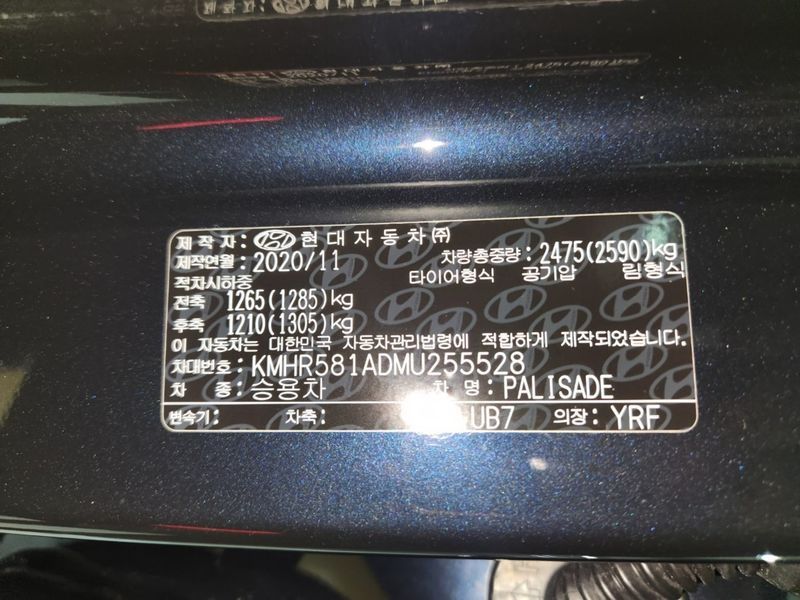 제작자: 현대자동차㈜
제작연월: 2020/11 차량총중량: 2475(2590)kg
적차시하중 타이어형식 공기압 림형식
전축 1265(1285)kg
후축 1210(1305)kg
이 자동차는 대한민국 자동차관리법령에 적합하게 제작되었습니다.
차대번호: KMHR581ADMU255528
차 종: 승용차 차 명: PALISADE
변속기: 차축: UB7 의장: YRF